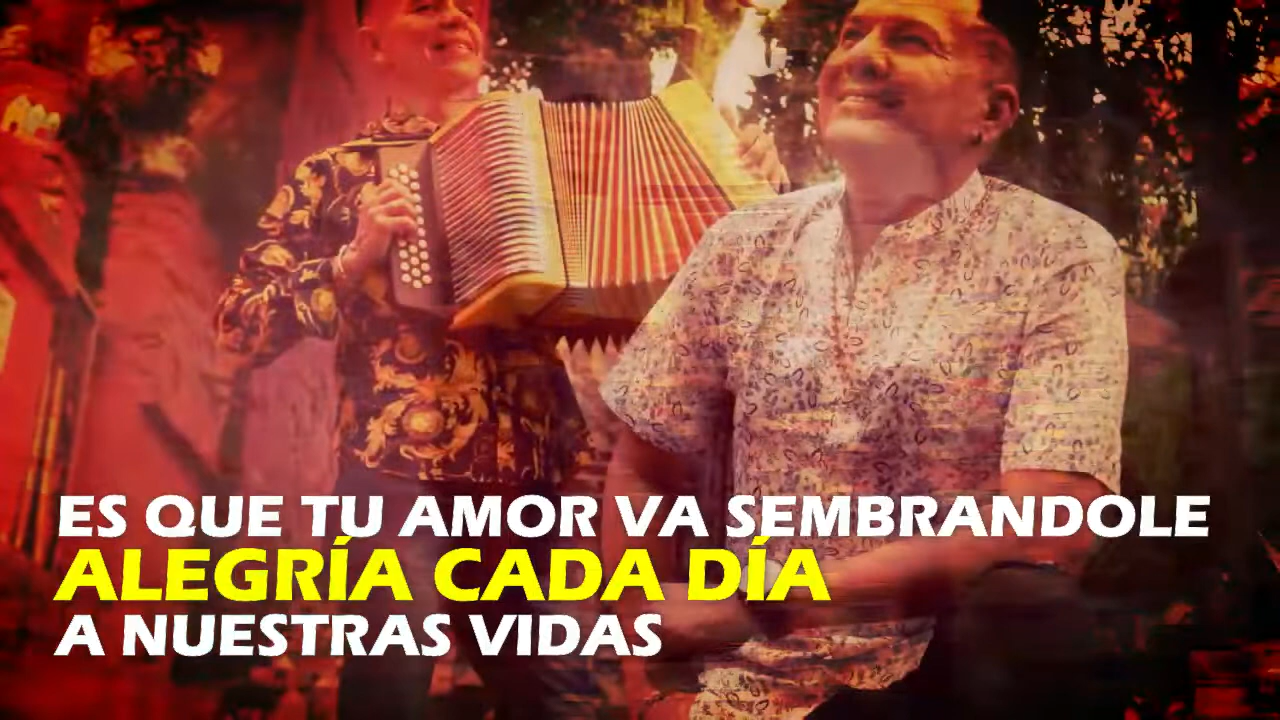 ES QUE TU AMOR VA SEMBRANDOLE
ALEGRÍA CADA DÍA
A NUESTRAS VIDAS